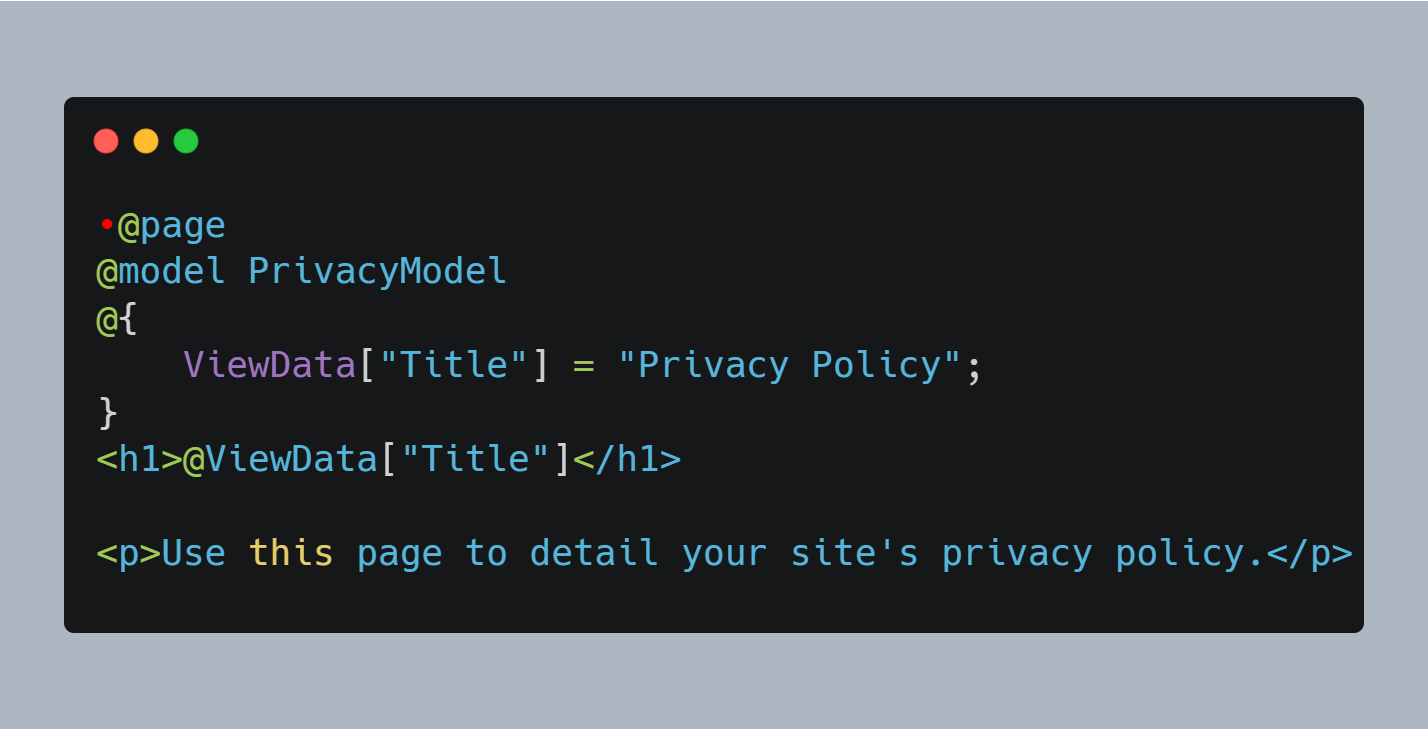 •@page
@model PrivacyModel
@{
    ViewData["Title"] = "Privacy Policy";
}
<h1>@ViewData["Title"]</h1>

<p>Use this page to detail your site's privacy policy.</p>